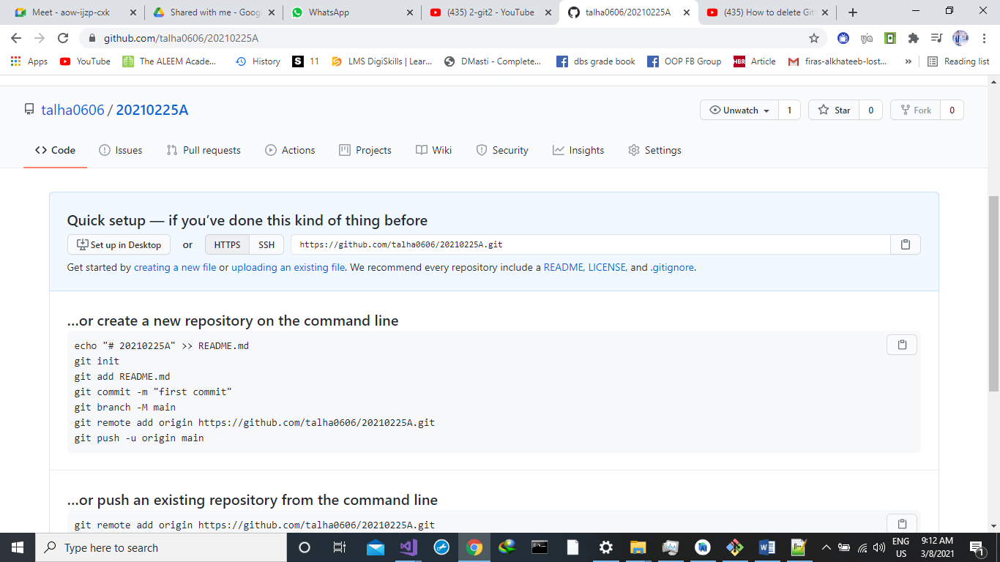 Meet - aow-ijzp-cxk
Shared with me - Goog
WhatsApp
(435) 2-git2 - YouTube
talha0606/20210225A
(435) How to delete Git
github.com/talha0606/20210225A
Apps
YouTube
The ALEEM Acade...
History
11
LMS DigiSkills | Lear...
DMasti - Complete...
dbs grade book
OOP FB Group
HBR Article
firas-alkhateeb-lost...
»
Reading list
talha0606 / 20210225A
Unwatch 1
Star 0
Fork 0
Code
Issues
Pull requests
Actions
Projects
Wiki
Security
Insights
Settings
Quick setup — if you’ve done this kind of thing before
Set up in Desktop or HTTPS SSH https://github.com/talha0606/20210225A.git
Get started by creating a new file or uploading an existing file. We recommend every repository include a README, LICENSE, and .gitignore.
…or create a new repository on the command line
echo "# 20210225A" >> README.md
git init
git add README.md
git commit -m "first commit"
git branch -M main
git remote add origin https://github.com/talha0606/20210225A.git
git push -u origin main
…or push an existing repository from the command line
git remote add origin https://github.com/talha0606/20210225A.git
Type here to search
ENG
US
9:12 AM
3/8/2021
1